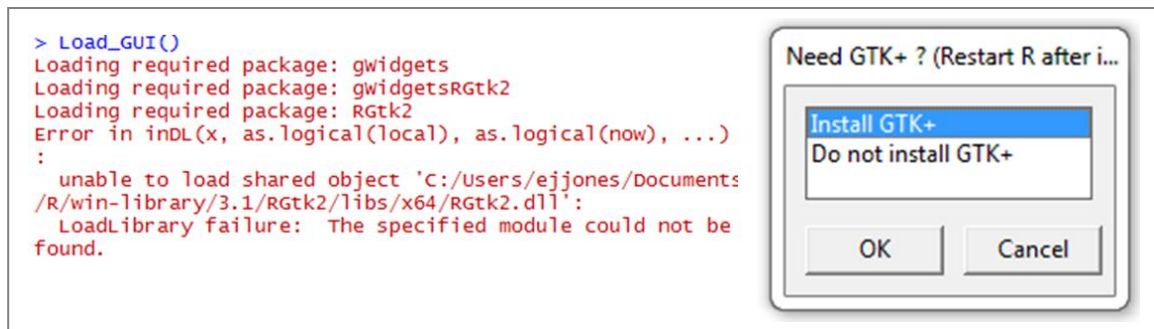 > Load_GUI()
Loading required package: gWidgets
Loading required package: gWidgetsRGtk2
Loading required package: RGtk2
Error in inDL(x, as.logical(local), as.logical(now), ...)
:
  unable to load shared object 'C:/Users/ejjones/Documents
/R/win-library/3.1/RGtk2/libs/x64/RGtk2.dll':
  LoadLibrary failure:  The specified module could not be
found.
Need GTK+ ? (Restart R after i...
Install GTK+
Do not install GTK+
OK
Cancel